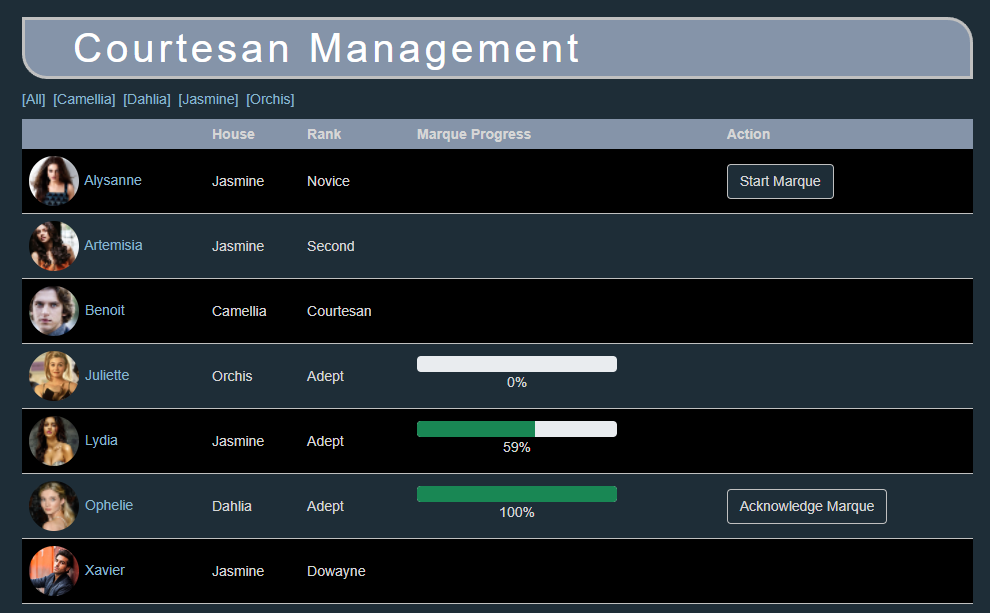 Courtesan Management
[All] [Camellia] [Dahlia] [Jasmine] [Orchis]
House Rank Marque Progress Action
Alysanne Jasmine Novice Start Marque
Artemisia Jasmine Second
Benoit Camellia Courtesan
Juliette Orchis Adept 0%
Lydia Jasmine Adept 59%
Ophelie Dahlia Adept 100% Acknowledge Marque
Xavier Jasmine Dowayne